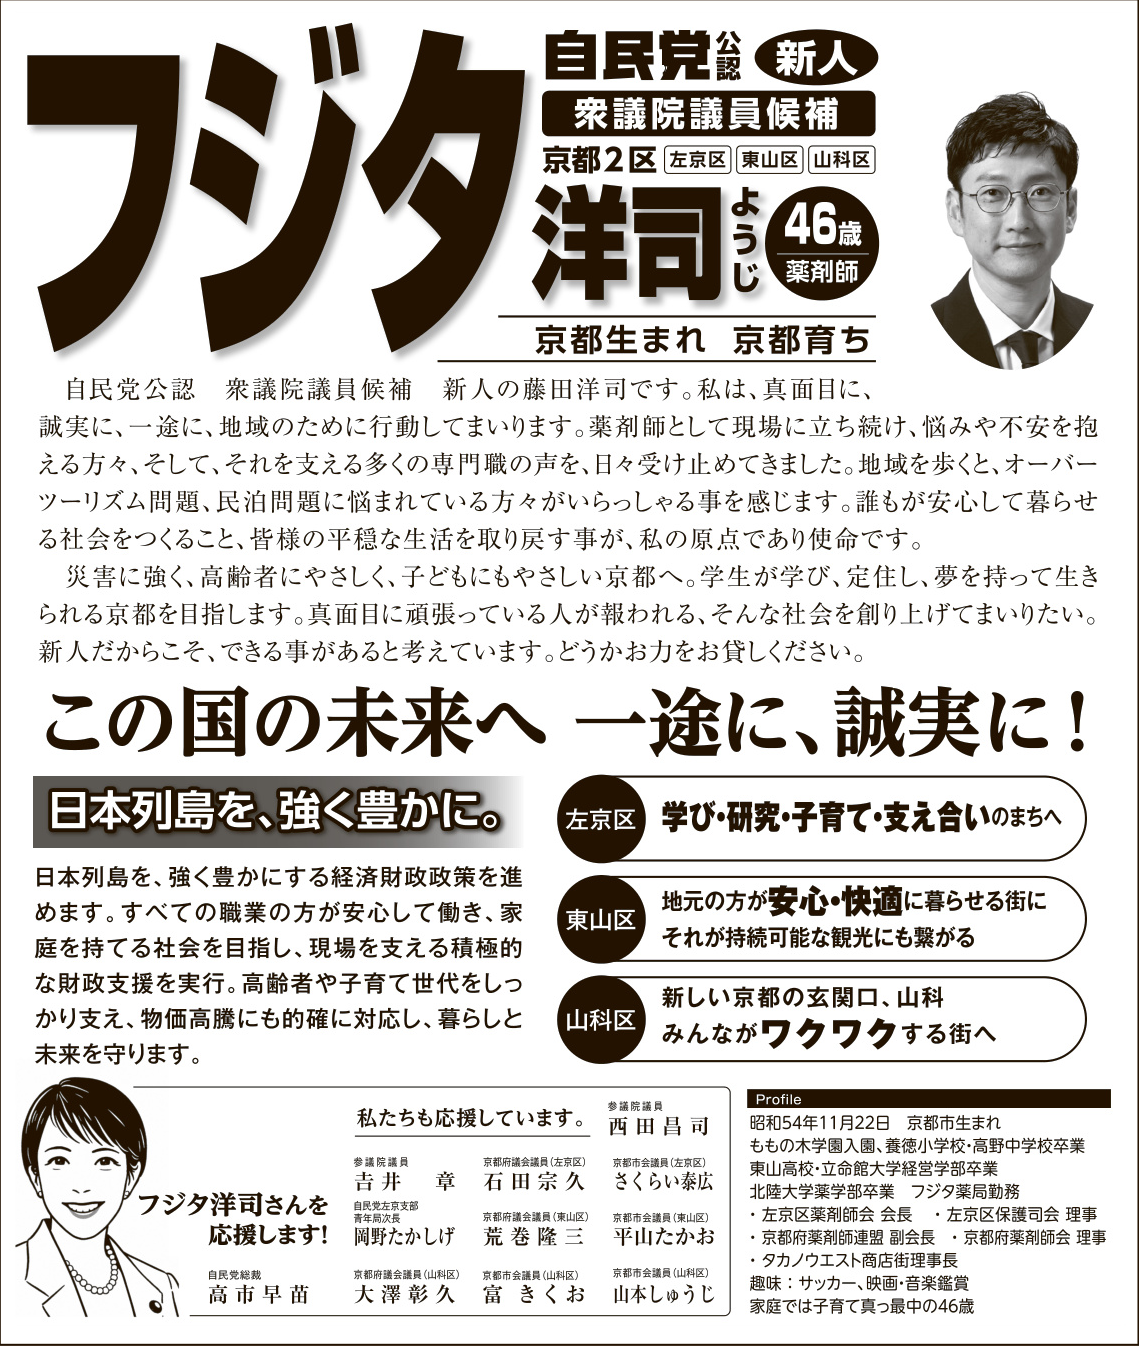 フジタ
自民党公認 新人
衆議院議員候補
京都2区 左京区 東山区 山科区
洋司 ようじ
46歳
薬剤師
京都生まれ 京都育ち
自民党公認 衆議院議員候補 新人の藤田洋司です。私は、真面目に、
誠実に、一途に、地域のために行動してまいります。薬剤師として現場に立ち続け、悩みや不安を抱
える方々、そして、それを支える多くの専門職の声を、日々受け止めてきました。地域を歩くと、オーバー
ツーリズム問題、民泊問題に悩まれている方々がいらっしゃる事を感じます。誰もが安心して暮らせ
る社会をつくること、皆様の平穏な生活を取り戻す事が、私の原点であり使命です。
災害に強く、高齢者にやさしく、子どもにもやさしい京都へ。学生が学び、定住し、夢を持って生き
られる京都を目指します。真面目に頑張っている人が報われる、そんな社会を創り上げてまいりたい。
新人だからこそ、できる事があると考えています。どうかお力をお貸しください。
この国の未来へ 一途に、誠実に！
日本列島を、強く豊かに。
日本列島を、強く豊かにする経済財政政策を進
めます。すべての職業の方が安心して働き、家
庭を持てる社会を目指し、現場を支える積極的
な財政支援を実行。高齢者や子育て世代をしっ
かり支え、物価高騰にも的確に対応し、暮らしと
未来を守ります。
左京区 学び・研究・子育て・支え合いのまちへ
東山区 地元の方が安心・快適に暮らせる街に
それが持続可能な観光にも繋がる
山科区 新しい京都の玄関口、山科
みんながワクワクする街へ
フジタ洋司さんを
応援します！
自民党総裁
高市早苗
私たちも応援しています。
参議院議員
西田昌司
参議院議員 京都府議会議員（左京区） 京都市会議員（左京区）
吉井 章 石田宗久 さくらい泰広
自民党左京支部
青年局次長 京都府議会議員（東山区） 京都市会議員（東山区）
岡野たかしげ 荒巻隆三 平山たかお
京都府議会議員（山科区） 京都市会議員（山科区） 京都市会議員（山科区）
大澤彰久 富 きくお 山本しゅうじ
Profile
昭和54年11月22日 京都市生まれ
ももの木学園入園、養徳小学校・高野中学校卒業
東山高校・立命館大学経営学部卒業
北陸大学薬学部卒業 フジタ薬局勤務
・左京区薬剤師会 会長 ・左京区保護司会 理事
・京都府薬剤師連盟 副会長 ・京都府薬剤師会 理事
・タカノウエスト商店街理事長
趣味：サッカー、映画・音楽鑑賞
家庭では子育て真っ最中の46歳